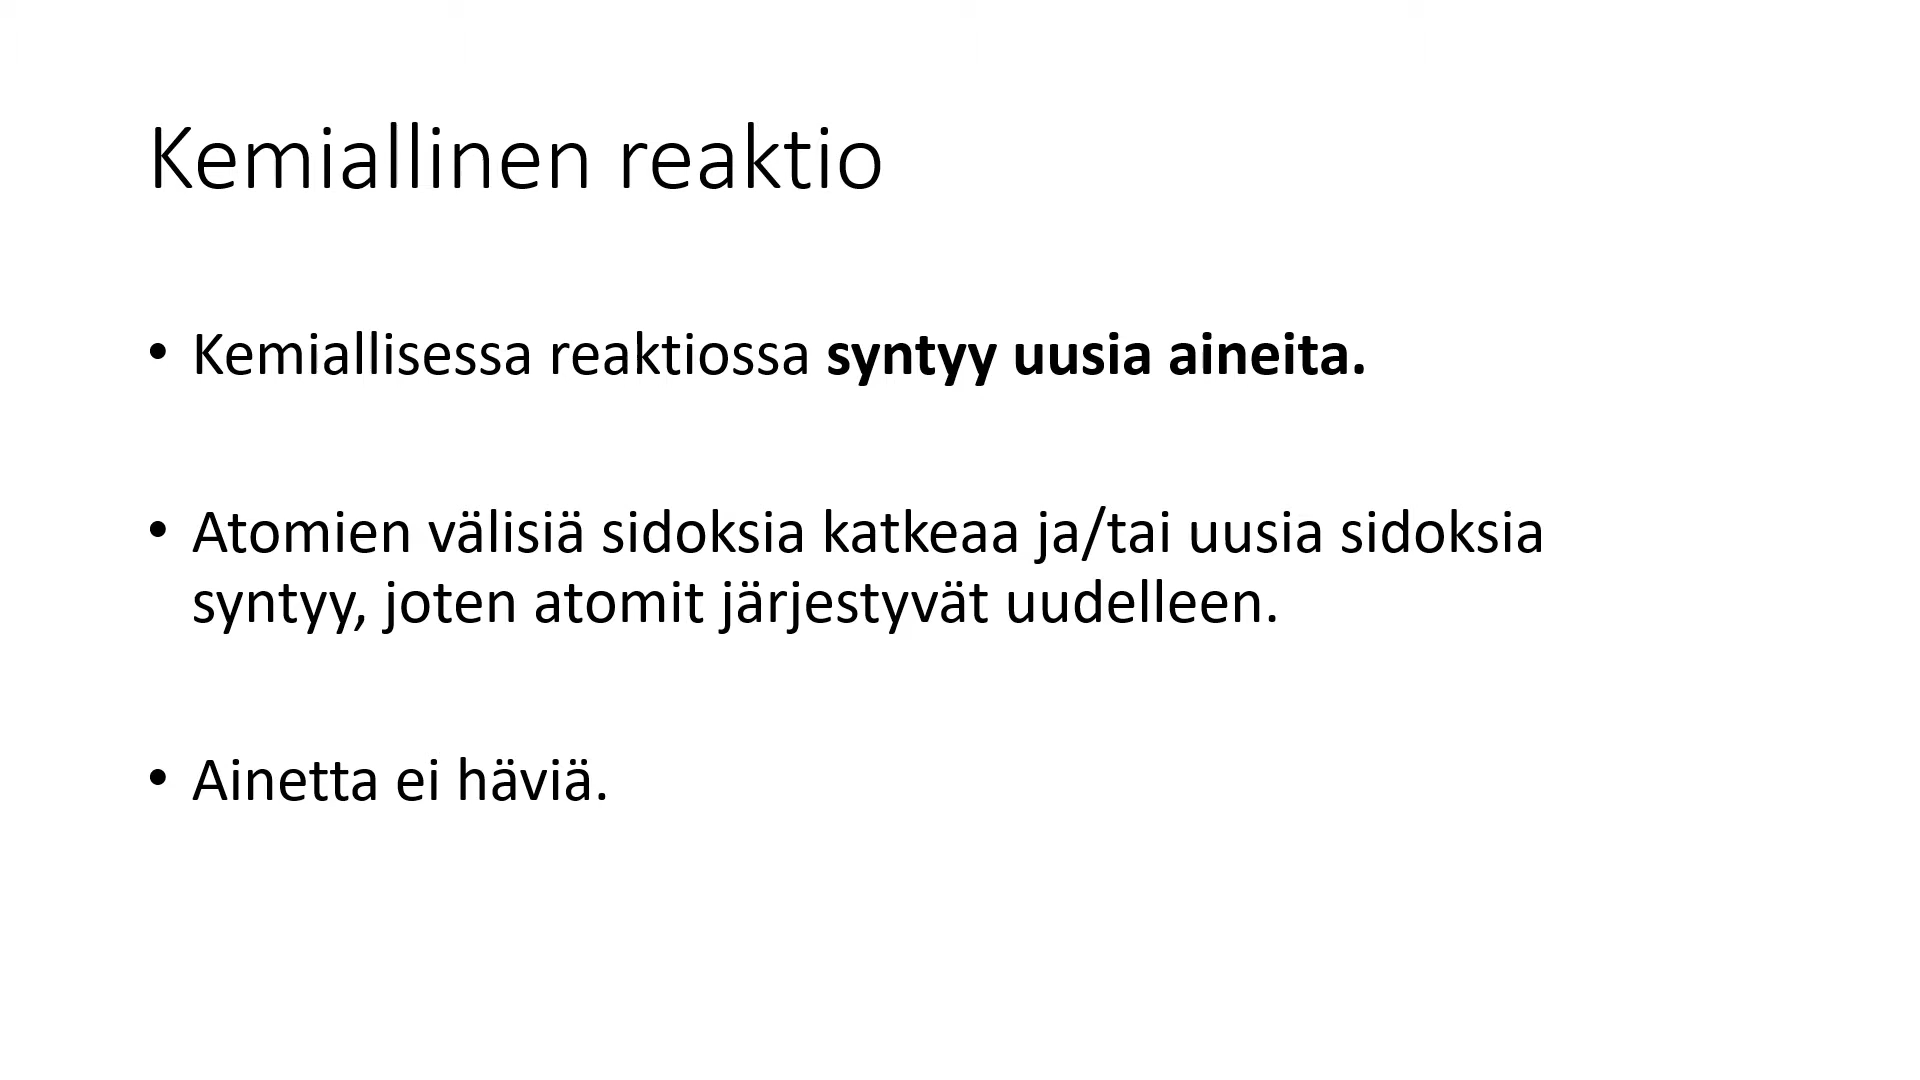 Kemiallinen reaktio
• Kemiallisessa reaktiossa syntyy uusia aineita.
• Atomien välisiä sidoksia katkeaa ja/tai uusia sidoksia
syntyy, joten atomit järjestyvät uudelleen.
• Ainetta ei häviä.